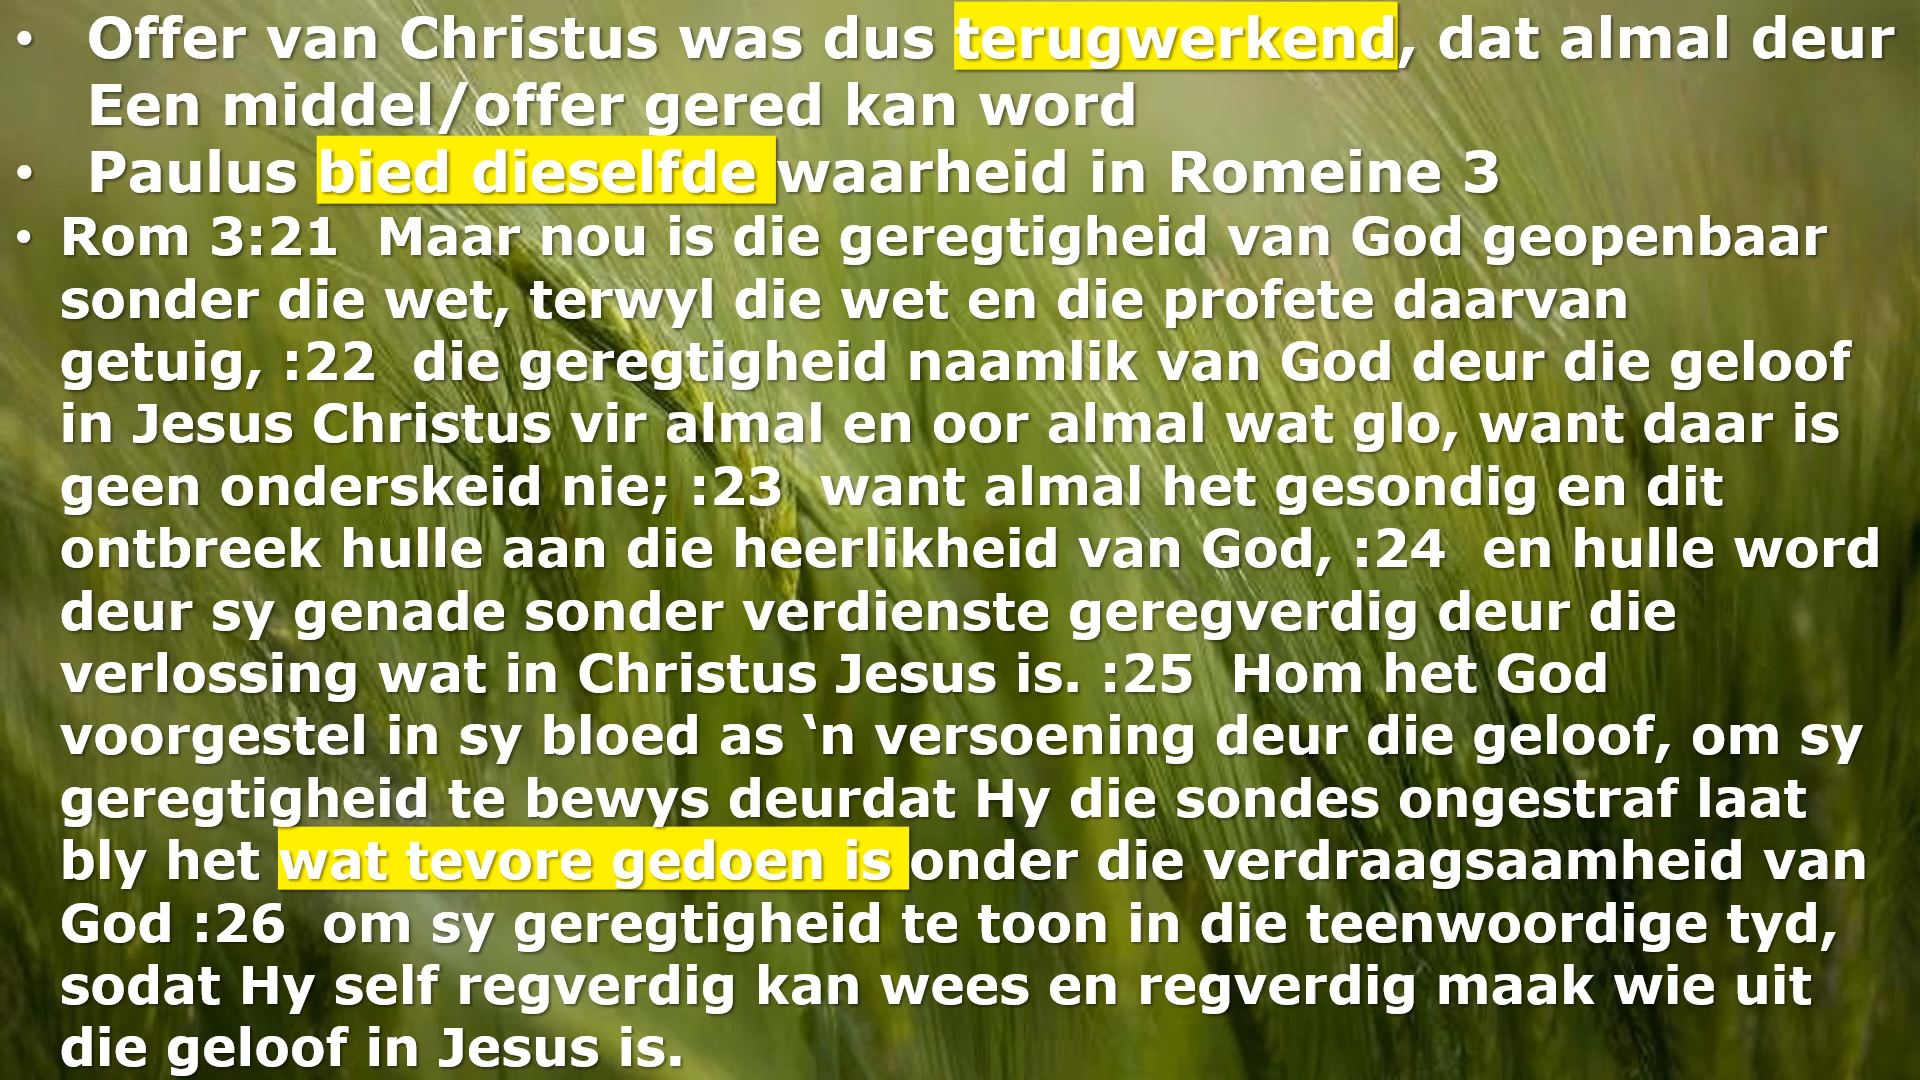 • Offer van Christus was dus terugwerkend, dat almal deur
Een middel/offer gered kan word
• Paulus bied dieselfde waarheid in Romeine 3
• Rom 3:21 Maar nou is die geregtigheid van God geopenbaar
sonder die wet, terwyl die wet en die profete daarvan
getuig, :22 die geregtigheid naamlik van God deur die geloof
in Jesus Christus vir almal en oor almal wat glo, want daar is
geen onderskeid nie; :23 want almal het gesondig en dit
ontbreek hulle aan die heerlikheid van God, :24 en hulle word
deur sy genade sonder verdienste geregverdig deur die
verlossing wat in Christus Jesus is. :25 Hom het God
voorgestel in sy bloed as ‘n versoening deur die geloof, om sy
geregtigheid te bewys deurdat Hy die sondes ongestraf laat
bly het wat tevore gedoen is onder die verdraagsaamheid van
God :26 om sy geregtigheid te toon in die teenwoordige tyd,
sodat Hy self regverdig kan wees en regverdig maak wie uit
die geloof in Jesus is.